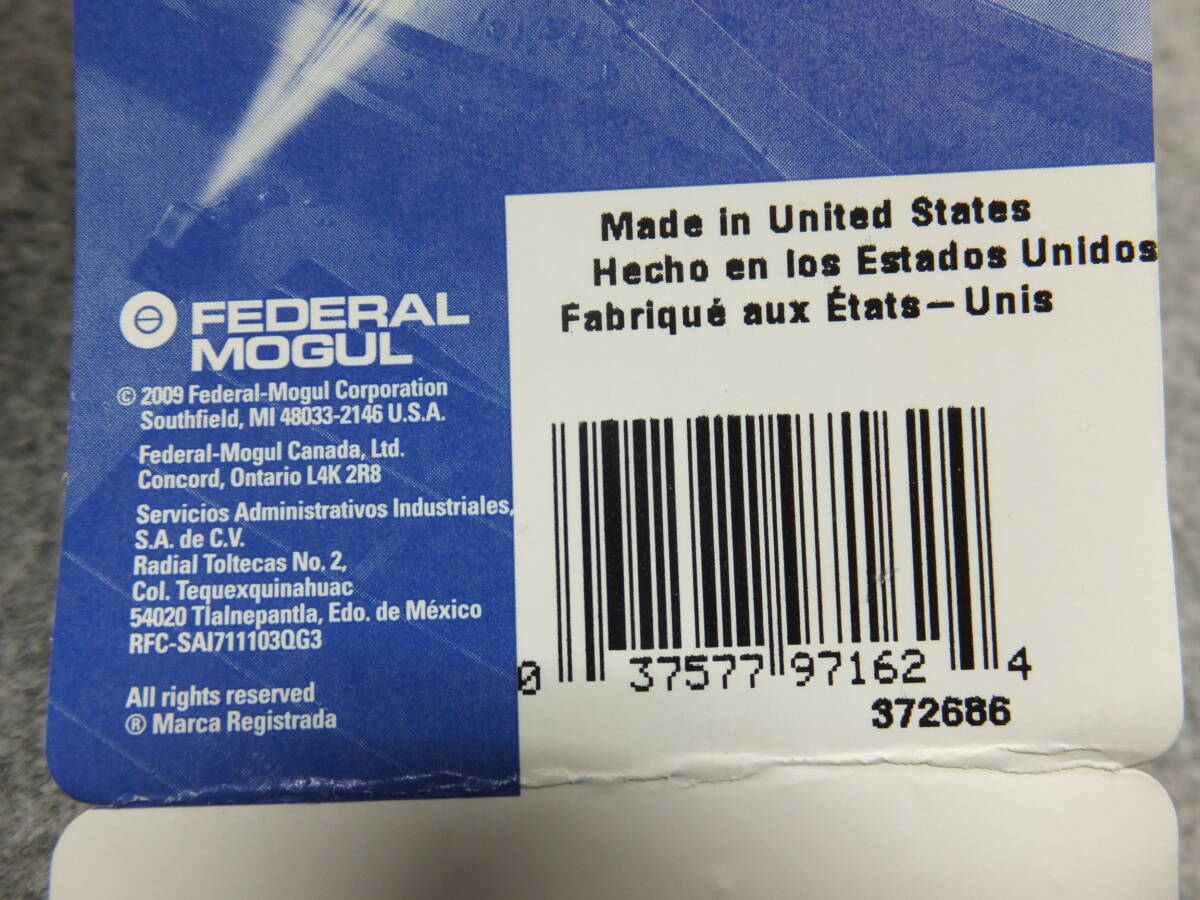 FEDERAL
MOGUL
© 2009 Federal-Mogul Corporation
Southfield, MI 48033-2146 U.S.A.
Federal-Mogul Canada, Ltd.
Concord, Ontario L4K 2R8
Servicios Administrativos Industriales,
S.A. de C.V.
Radial Toltecas No. 2,
Col. Tequexquinahuac
54020 Tlalnepantla, Edo. de México
RFC-SAI711103QG3
All rights reserved
® Marca Registrada
Made in United States
Hecho en los Estados Unidos
Fabriqué aux États-Unis
0 37577 97162 4
372686